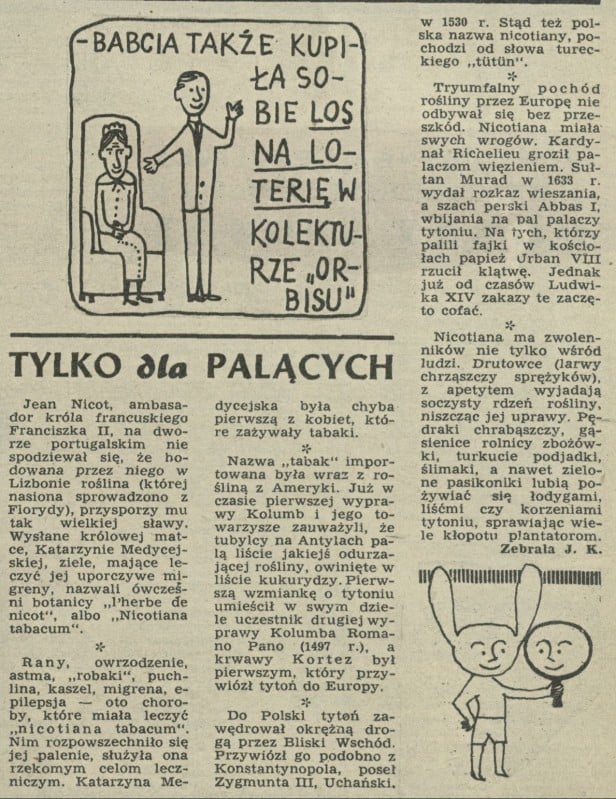 - BABCIA TAKŻE KUPI-
ŁA SO-
BIE LOS
NA LO-
TERIĘ W
KOLEKTU-
RZE „OR-
BISU"
TYLKO dla PALĄCYCH
Jean Nicot, ambasa-
dor króla francuskiego
Franciszka II, na dwo-
rze portugalskim nie
spodziewał się, że ho-
dowana przez niego w
Lizbonie roślina (której
nasiona sprowadzono z
Florydy), przysporzy mu
tak wielkiej sławy.
Wysłane królowej mat-
ce, Katarzynie Medycej-
skiej, ziele, mające le-
czyć jej uporczywe mi-
greny, nazwali ówcześ-
ni botanicy „l'herbe de
nicot", albo „Nicotiana
tabacum".
*
Rany, owrzodzenie,
astma, „robaki", puch-
lina, kaszel, migrena, e-
pilepsja — oto choro-
by, które miała leczyć
„nicotiana tabacum".
Nim rozpowszechniło się
jej palenie, służyła ona
rzekomym celom lecz-
niczym. Katarzyna Me-
dycejska była chyba
pierwszą z kobiet, któ-
re zażywały tabaki.
*
Nazwa „tabak" impor-
towana była wraz z ro-
śliną z Ameryki. Już w
czasie pierwszej wypra-
wy Kolumb i jego to-
warzysze zauważyli, że
tubylcy na Antylach pa-
lą liście jakiejś odurza-
jącej rośliny, owinięte w
liście kukurydzy. Pierw-
szą wzmiankę o tytoniu
umieścił w swym dzie-
le uczestnik drugiej wy-
prawy Kolumba Roma-
no Pano (1497 r.), a
krwawy Kortez był
pierwszym, który przy-
wiózł tytoń do Europy.
*
Do Polski tytoń za-
wędrował okrężną dro-
gą przez Bliski Wschód.
Przywiózł go podobno z
Konstantynopola, poseł
Zygmunta III, Uchański.
w 1530 r. Stąd też pol-
ska nazwa nicotiany, po-
chodzi od słowa turec-
kiego „tütün".
*
Tryumfalny pochód
rośliny przez Europę nie
odbywał się bez prze-
szkód. Nicotiana miała
swych wrogów. Kardy-
nał Richelieu groził pa-
laczom więzieniem. Suł-
tan Murad w 1633 r.
wydał rozkaz wieszania,
a szach perski Abbas I,
wbijania na pal palaczy
tytoniu. Na tych, którzy
palili fajki w kościo-
łach papież Urban VIII
rzucił klątwę. Jednak
już od czasów Ludwi-
ka XIV zakazy te zaczę-
to cofać.
*
Nicotiana ma zwolen-
ników nie tylko wśród
ludzi. Drutowce (larwy
chrząszczy sprężyków),
z apetytem wyjadają
soczysty rdzeń rośliny,
niszcząc jej uprawy. Pę-
draki chrabąszczy, gą-
sienice rolnicy zbożów-
ki, turkucie podjadki,
ślimaki, a nawet zielo-
ne pasikoniki lubią po-
żywiać się łodygami,
liśćmi czy korzeniami
tytoniu, sprawiając wie-
le kłopotu plantatorom.
Zebrała J. K.